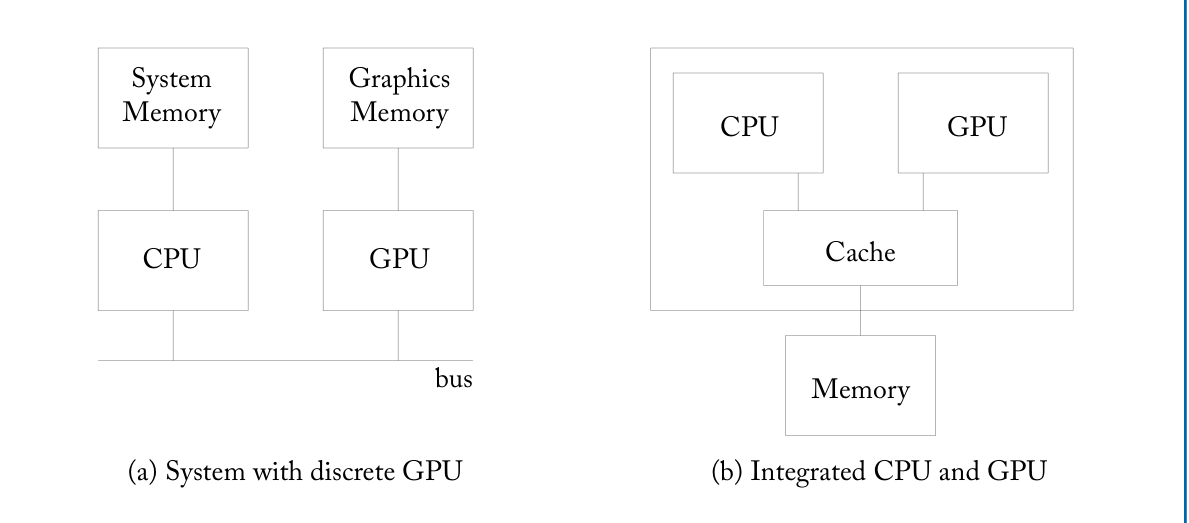 System
Memory
Graphics
Memory
CPU
GPU
bus
(a) System with discrete GPU
CPU
GPU
Cache
Memory
(b) Integrated CPU and GPU